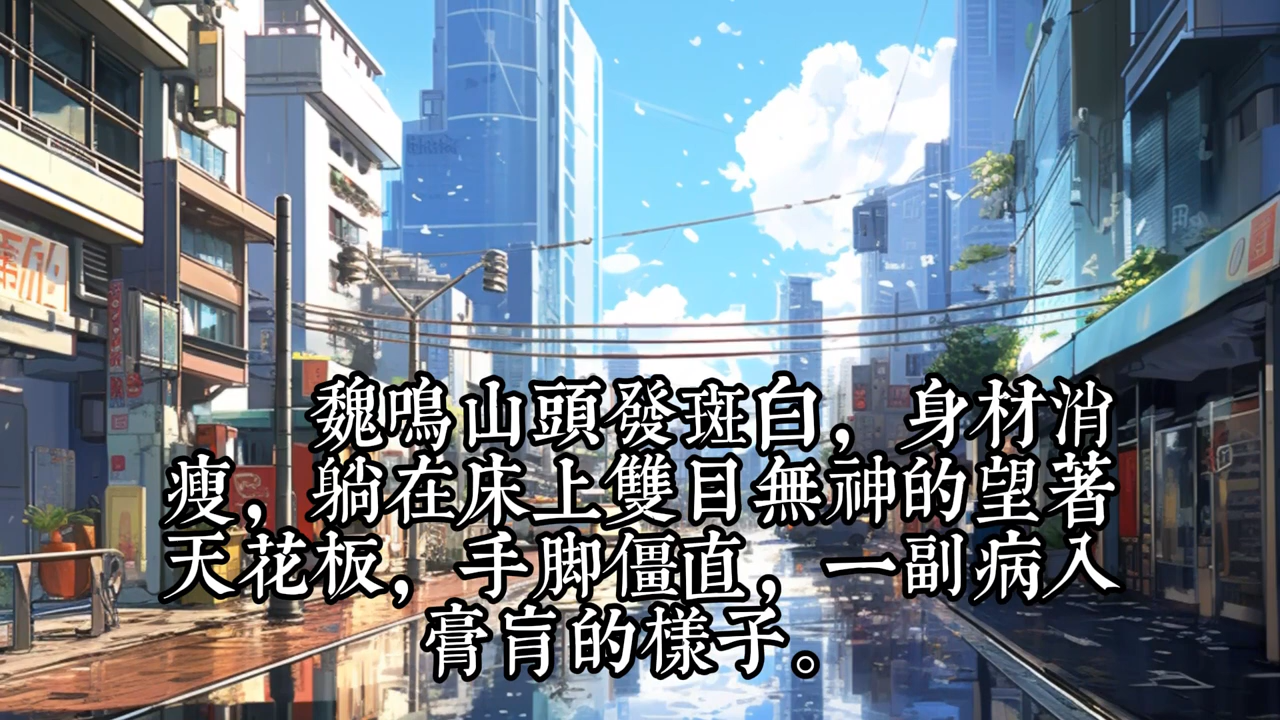 魏鳴山頭發斑白，身材消
瘦，躺在床上雙目無神的望著
天花板，手脚僵直，一副病入
膏肓的樣子。